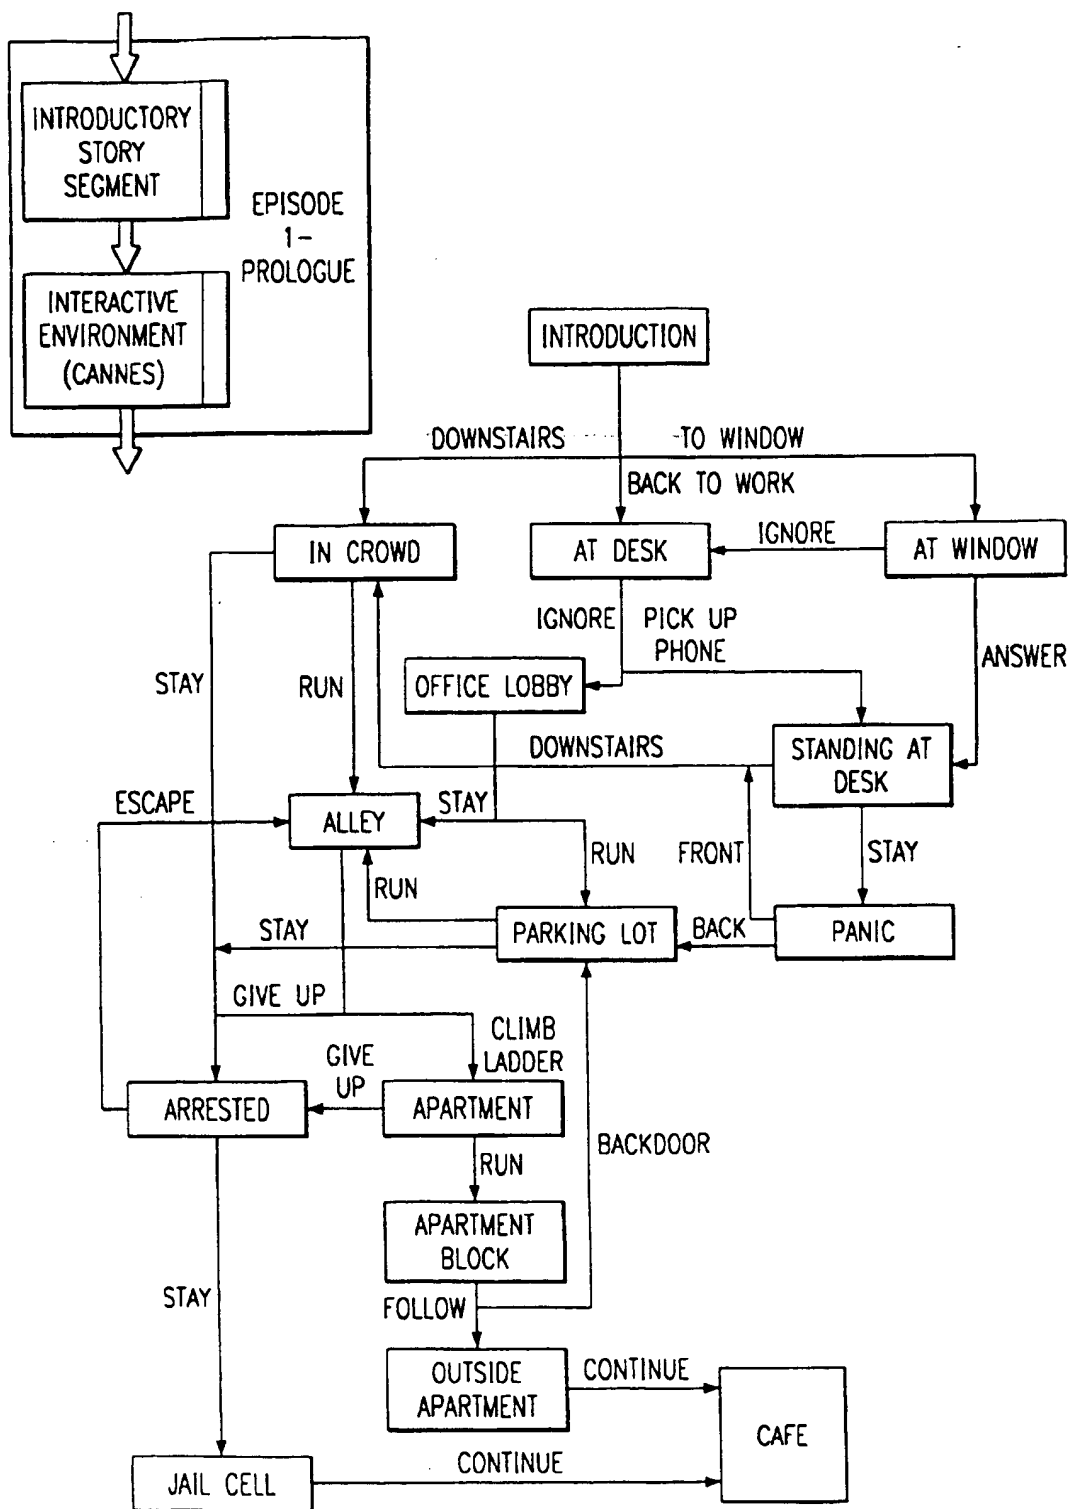 INTRODUCTORY
STORY
SEGMENT
EPISODE
1-
PROLOGUE
INTERACTIVE
ENVIRONMENT
(CANNES)
INTRODUCTION
DOWNSTAIRS
TO WINDOW
BACK TO WORK
IN CROWD
AT DESK
IGNORE
AT WINDOW
IGNORE
PICK UP
PHONE
ANSWER
STAY
RUN
OFFICE LOBBY
DOWNSTAIRS
STANDING AT
DESK
ESCAPE
ALLEY
STAY
RUN
FRONT
STAY
RUN
STAY
PARKING LOT
BACK
PANIC
GIVE UP
CLIMB
LADDER
GIVE
UP
ARRESTED
APARTMENT
BACKDOOR
RUN
APARTMENT
BLOCK
STAY
FOLLOW
OUTSIDE
APARTMENT
CONTINUE
CAFE
JAIL CELL
CONTINUE